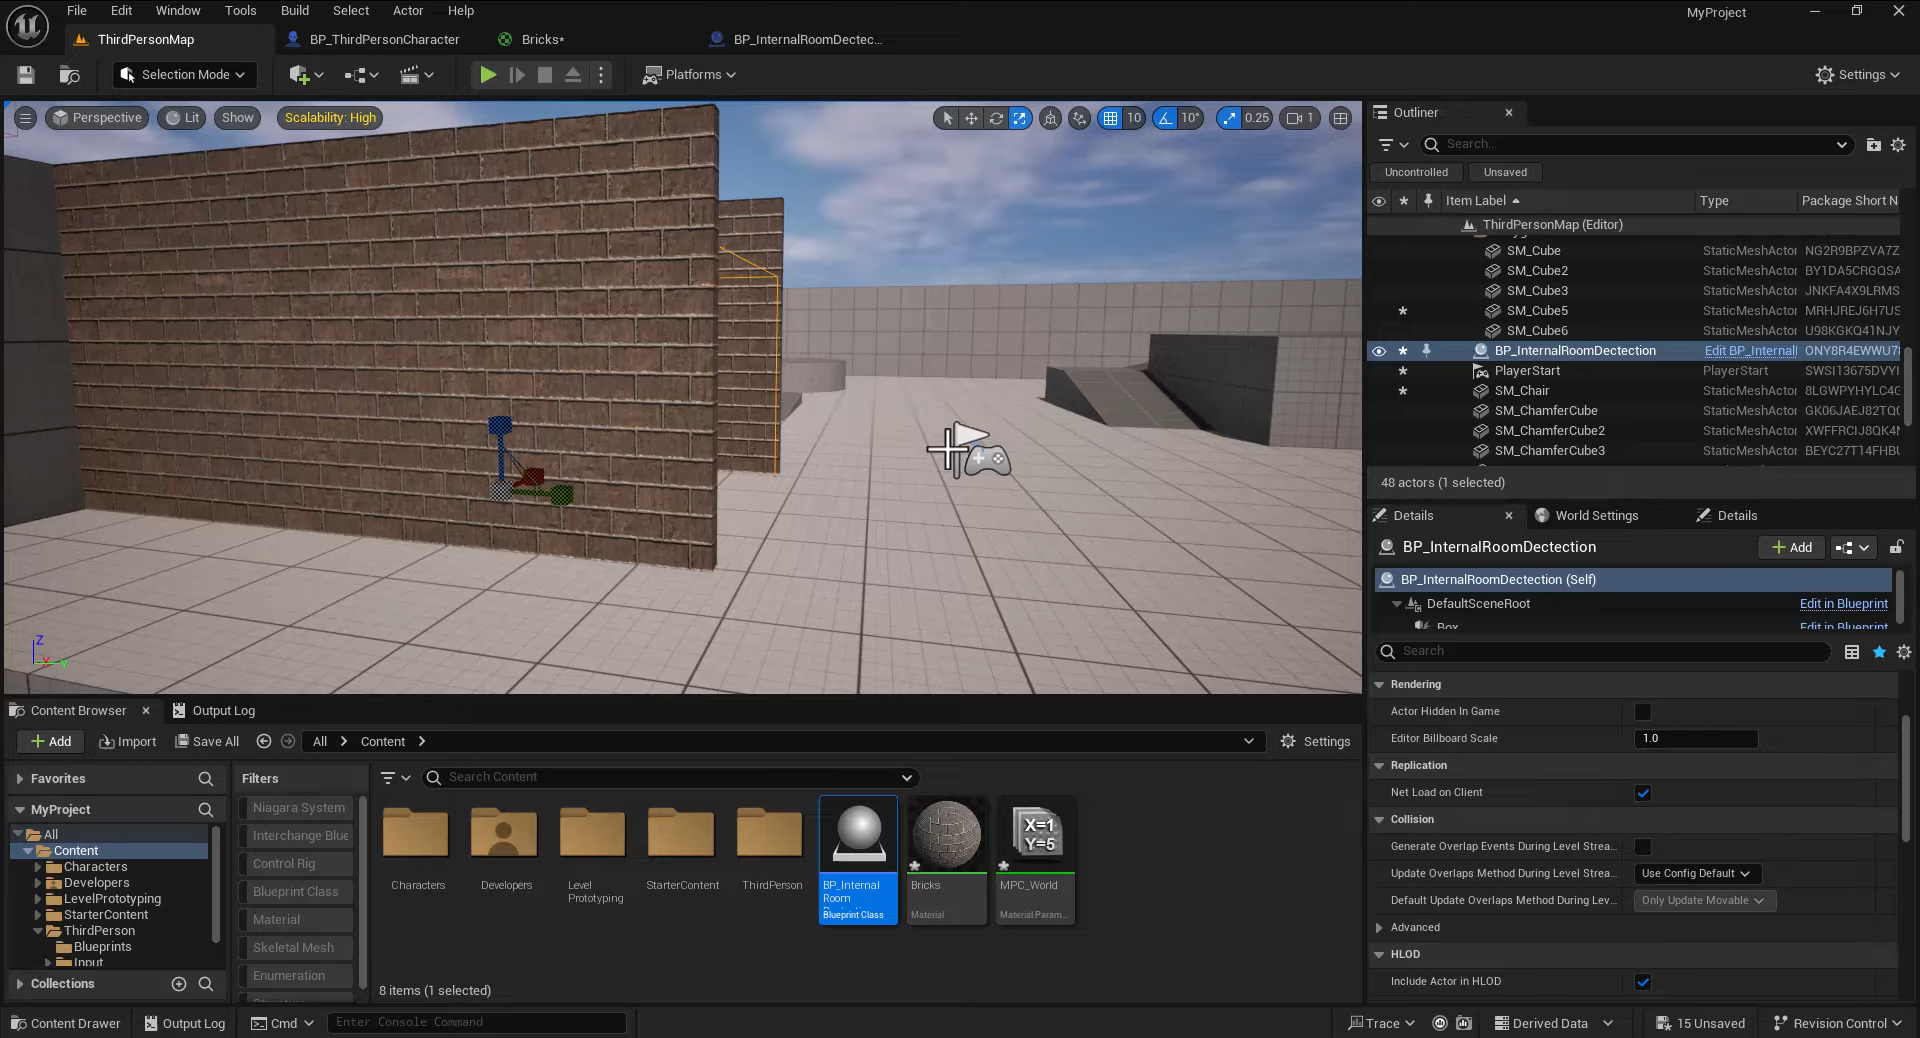 File Edit Window Tools Build Select Actor Help
MyProject
ThirdPersonMap
BP_ThirdPersonCharacter
Bricks*
BP_InternalRoomDectec...
Selection Mode
Platforms
Settings
Perspective
Lit
Show
Scalability: High
10
10°
0.25
1
Outliner
Search...
Uncontrolled
Unsaved
Item Label
Type
Package Short N
ThirdPersonMap (Editor)
SM_Cube StaticMeshActor NG2R9BPZVA7Z
SM_Cube2 StaticMeshActor BY1DA5CRGQSA
SM_Cube3 StaticMeshActor JNKFA4X9LRMS
SM_Cube5 StaticMeshActor MRHJREJ6H7US
SM_Cube6 StaticMeshActor U98KGKQ41NJY
BP_InternalRoomDectection Edit BP_Internal ONY8R4EWWU7
PlayerStart PlayerStart SWSI13675DVYI
SM_Chair StaticMeshActor 8LGWPYHYLC4G
SM_ChamferCube StaticMeshActor GK06JAEJ82TQ
SM_ChamferCube2 StaticMeshActor XWFFRCIJ8QK4
SM_ChamferCube3 StaticMeshActor BEYC27T14FHB
48 actors (1 selected)
Details
World Settings
Details
BP_InternalRoomDectection
Add
BP_InternalRoomDectection (Self)
DefaultSceneRoot Edit in Blueprint
Box Edit in Blueprint
Search
Rendering
Actor Hidden In Game
Editor Billboard Scale 1.0
Replication
Net Load on Client
Collision
Generate Overlap Events During Level Strea...
Update Overlaps Method During Level Strea... Use Config Default
Default Update Overlaps Method During Lev... Only Update Movable
Advanced
HLOD
Include Actor in HLOD
Z
X
Y
Content Browser
Output Log
Add
Import
Save All
All
Content
Settings
Favorites
MyProject
All
Content
Characters
Developers
LevelPrototyping
StarterContent
ThirdPerson
Blueprints
Input
Collections
Filters
Niagara System
Interchange Blue
Control Rig
Blueprint Class
Material
Skeletal Mesh
Enumeration
Search Content
Characters
Developers
Level
Prototyping
StarterContent
ThirdPerson
BP_Internal
Room
Blueprint Class
Bricks
Material
X=1
Y=5
MPC_World
Material Param...
8 items (1 selected)
Content Drawer
Output Log
Cmd
Enter Console Command
Trace
Derived Data
15 Unsaved
Revision Control